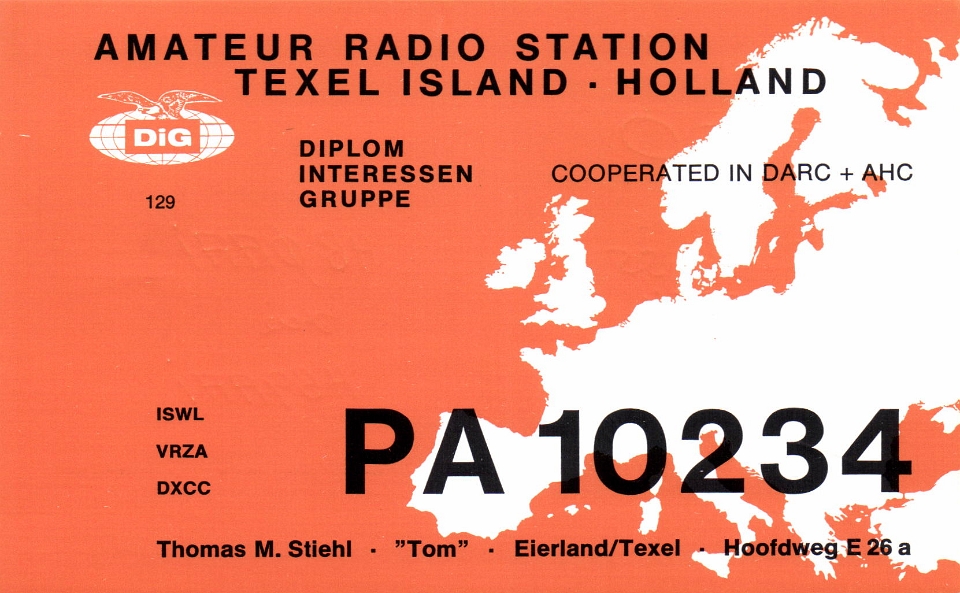 AMATEUR RADIO STATION
TEXEL ISLAND · HOLLAND
DiG
DIPLOM
INTERESSEN
GRUPPE
COOPERATED IN DARC + AHC
129
ISWL
VRZA
DXCC
PA 10234
Thomas M. Stiehl · ”Tom” · Eierland/Texel · Hoofdweg E 26 a